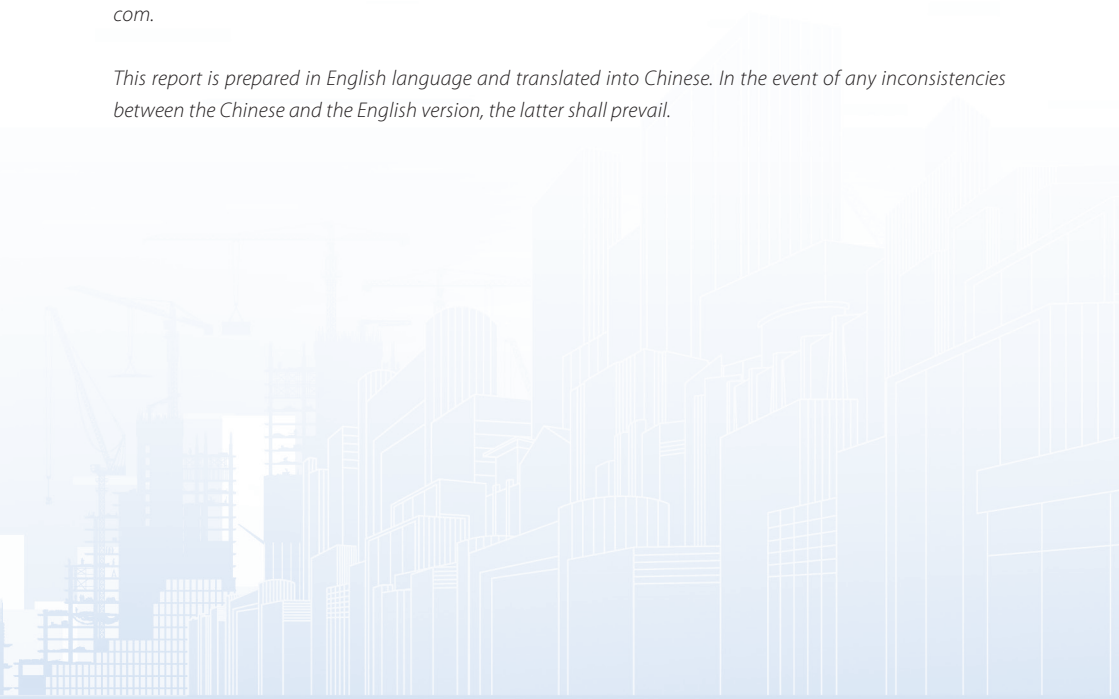 com.
This report is prepared in English language and translated into Chinese. In the event of any inconsistencies
between the Chinese and the English version, the latter shall prevail.